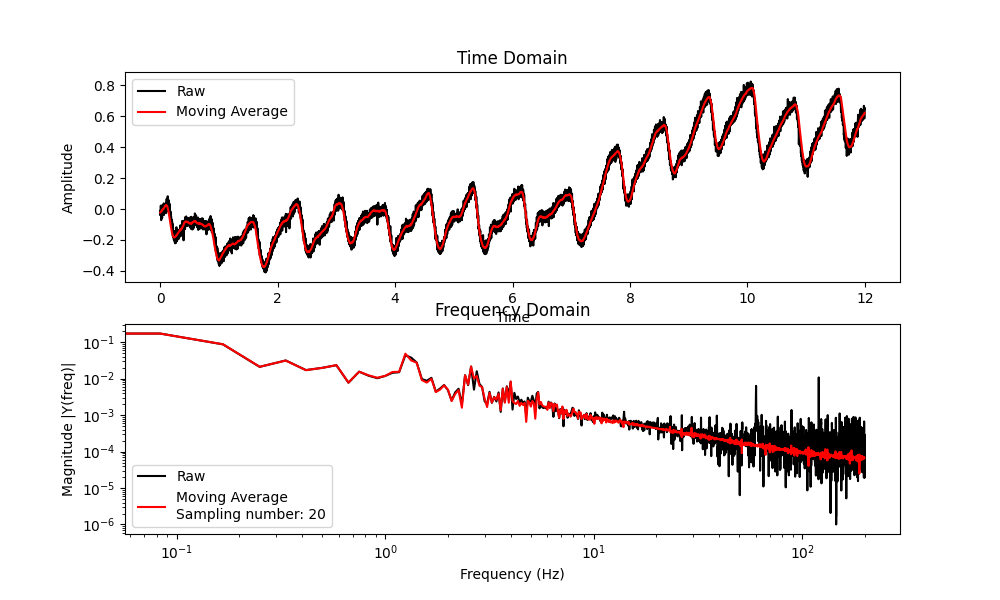 Time Domain
Amplitude
0.8
0.6
0.4
0.2
0.0
−0.2
−0.4
Raw
Moving Average
0 2 4 6 8 10 12
Time
Frequency Domain
Magnitude |Y(freq)|
10⁻¹
10⁻²
10⁻³
10⁻⁴
10⁻⁵
10⁻⁶
Raw
Moving Average
Sampling number: 20
10⁻¹ 10⁰ 10¹ 10²
Frequency (Hz)